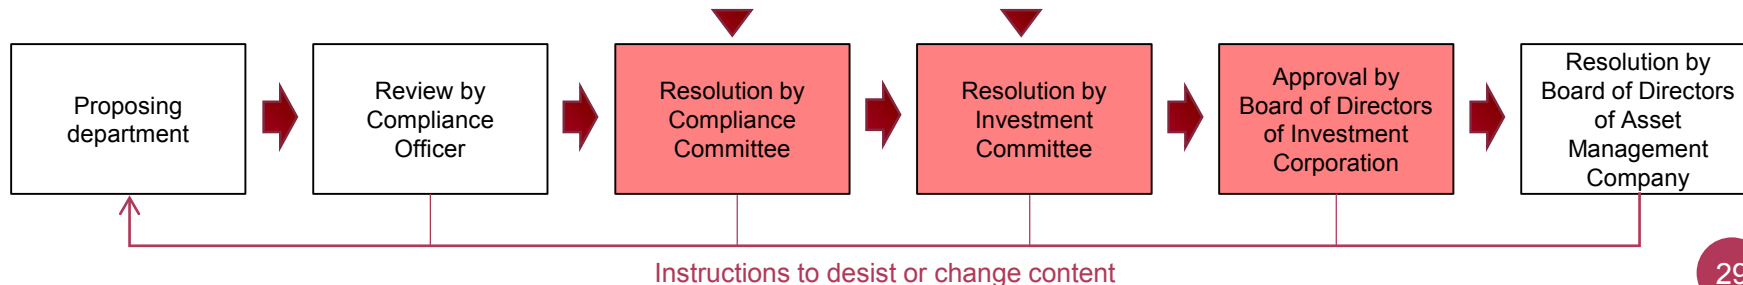 Proposing
department
Review by
Compliance
Officer
Resolution by
Compliance
Committee
Resolution by
Investment
Committee
Approval by
Board of Directors
of Investment
Corporation
Resolution by
Board of Directors
of Asset
Management
Company
Instructions to desist or change content
29